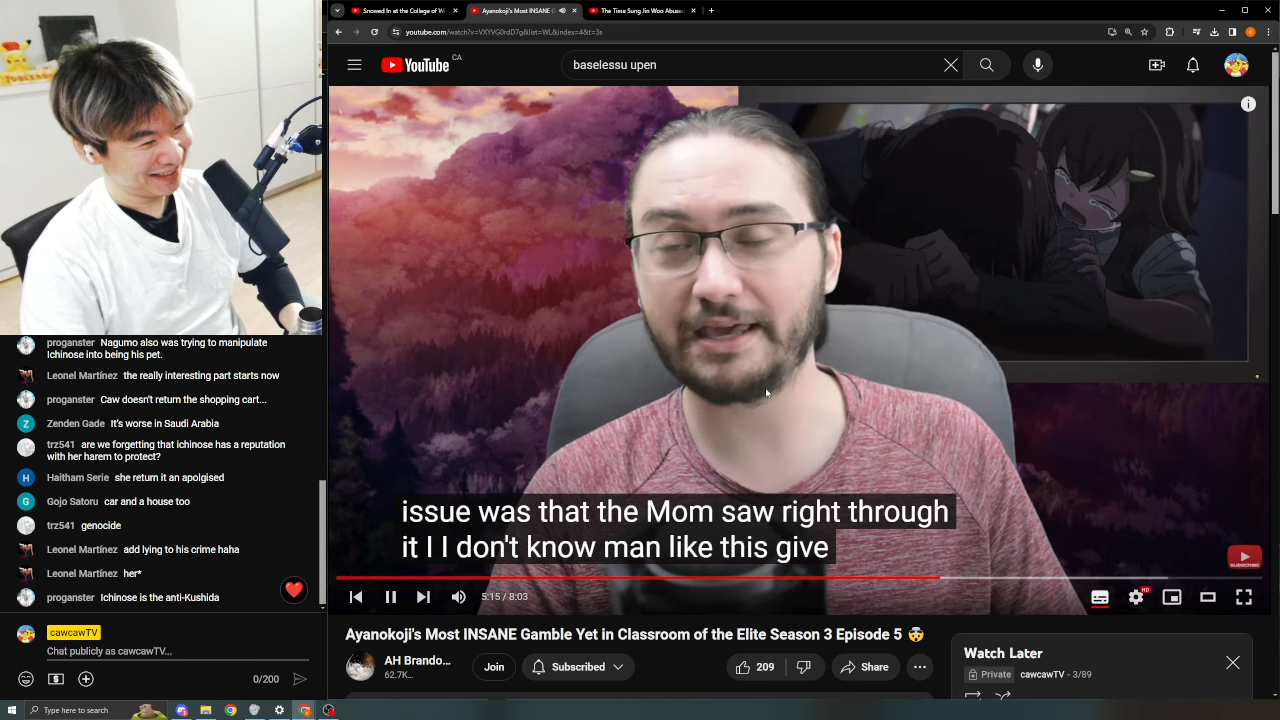 Snowed In at the College of W
Ayanokoji's Most INSANE G
The Time Sung Jin Woo Abuse
youtube.com/watch?v=VXYVG0rdD7g&list=WL&index=4&t=3s
YouTube CA
baselessu upen
TOBLERONE
proganster Nagumo also was trying to manipulate
Ichinose into being his pet.
Leonel Martínez the really interesting part starts now
proganster Caw doesn't return the shopping cart...
Z
Zenden Gade It's worse in Saudi Arabia
trz541 are we forgetting that ichinose has a reputation
with her harem to protect?
H
Haitham Serie she return it an apolgised
G
Gojo Satoru car and a house too
trz541 genocide
Leonel Martínez add lying to his crime haha
Leonel Martínez her*
proganster Ichinose is the anti-Kushida
cawcawTV
Chat publicly as cawcawTV...
0/200
issue was that the Mom saw right through
it I I don't know man like this give
SUBSCRIBE
5:15 / 8:03
HD
Ayanokoji's Most INSANE Gamble Yet in Classroom of the Elite Season 3 Episode 5 🤯
AH Brando...
62.7K...
Join
Subscribed
209
Share
Watch Later
Private cawcawTV - 3/89
Type here to search